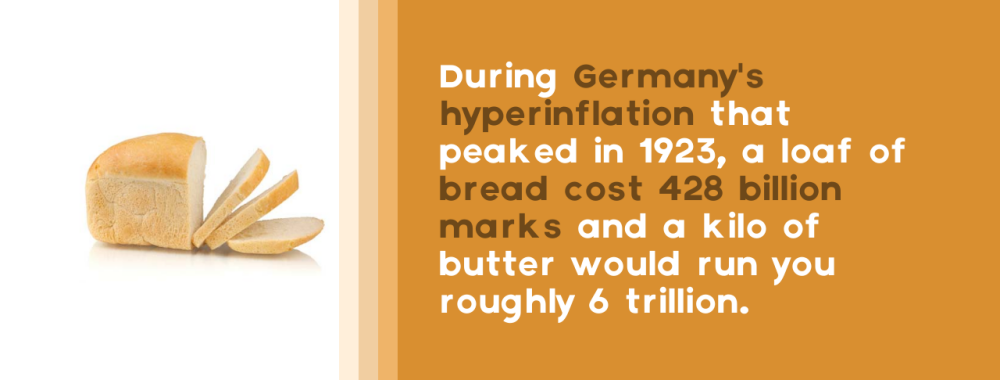 During Germany's
hyperinflation that
peaked in 1923, a loaf of
bread cost 428 billion
marks and a kilo of
butter would run you
roughly 6 trillion.